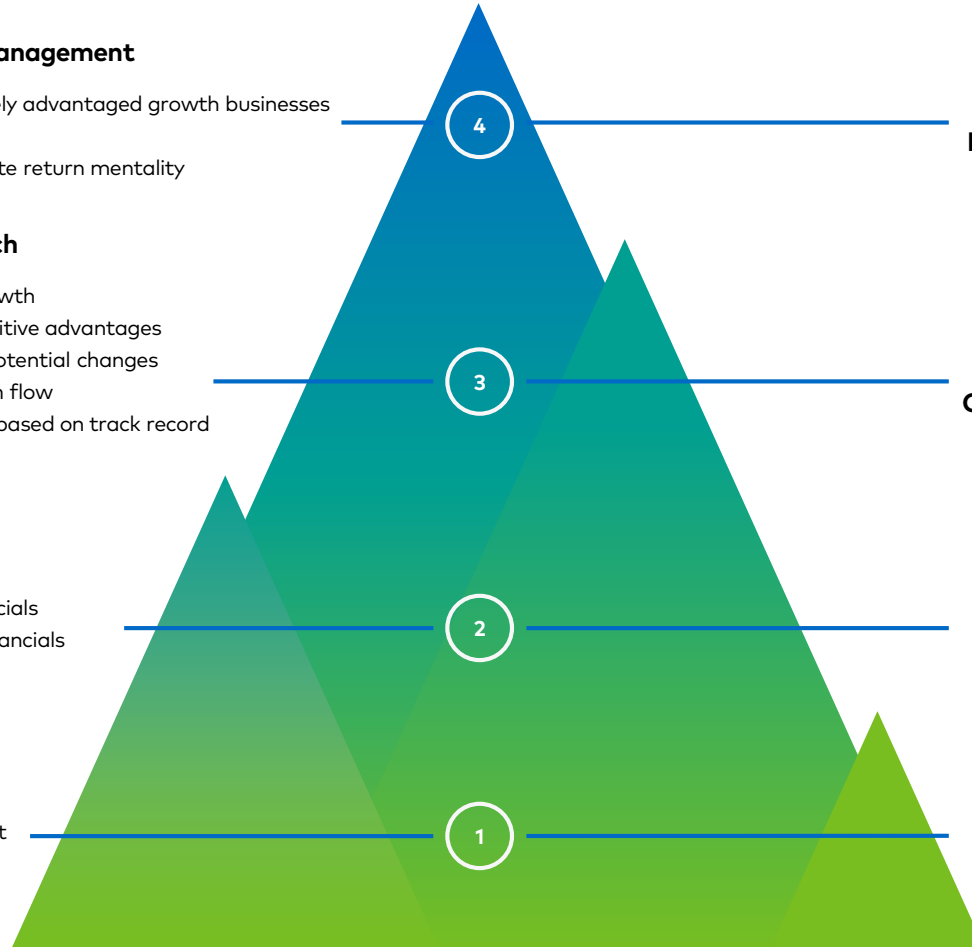 anagement
ly advantaged growth businesses
te return mentality
4
ch
wth
itive advantages
otential changes
n flow
based on track record
3
cials
ancials
2
t
1